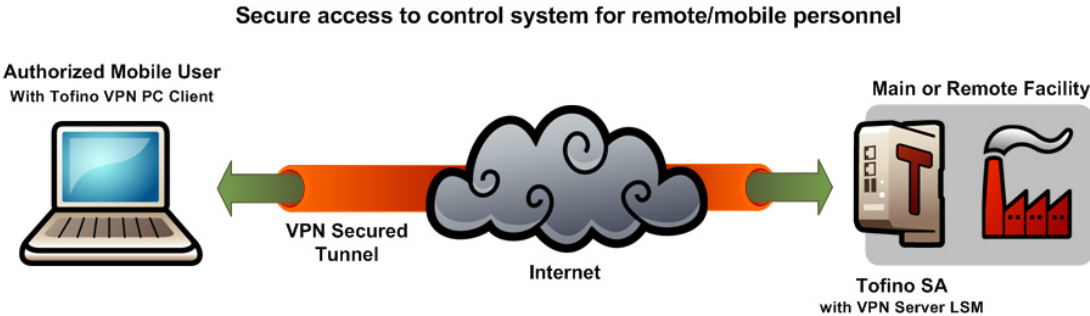 Secure access to control system for remote/mobile personnel
Authorized Mobile User
With Tofino VPN PC Client
Main or Remote Facility
T
VPN Secured
Tunnel
Internet
Tofino SA
with VPN Server LSM